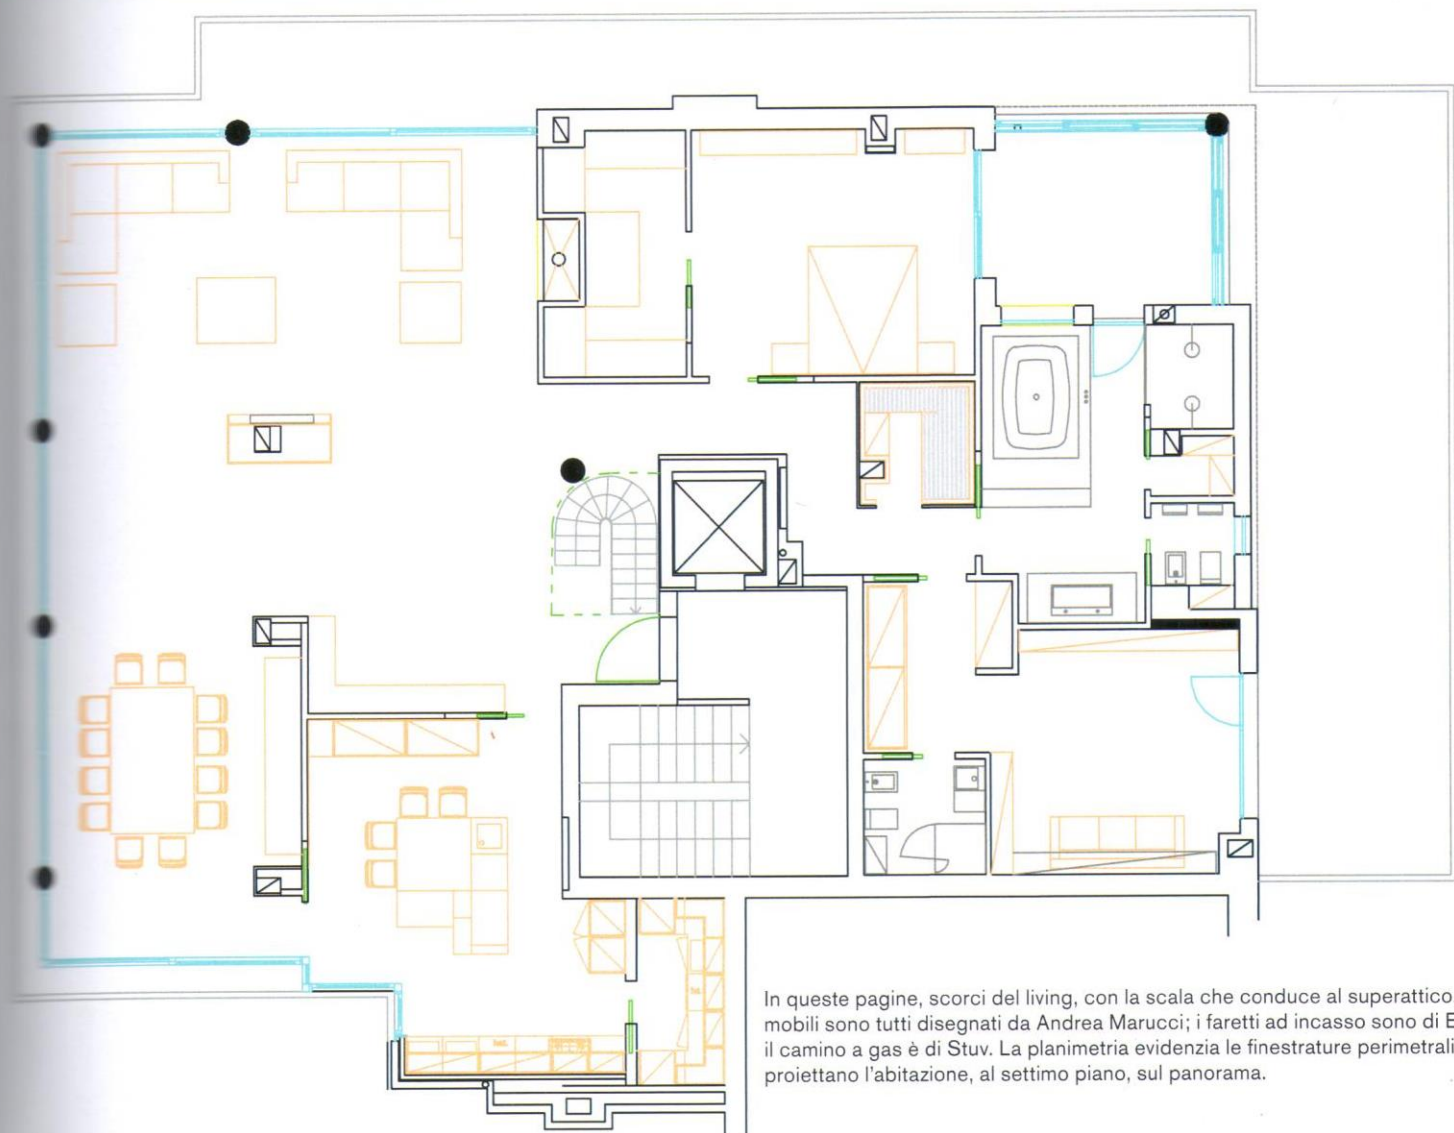 In queste pagine, scorci del living, con la scala che conduce al superattico
mobili sono tutti disegnati da Andrea Marucci; i faretti ad incasso sono di
il camino a gas è di Stuv. La planimetria evidenzia le finestrature perimetrali
proiettano l'abitazione, al settimo piano, sul panorama.